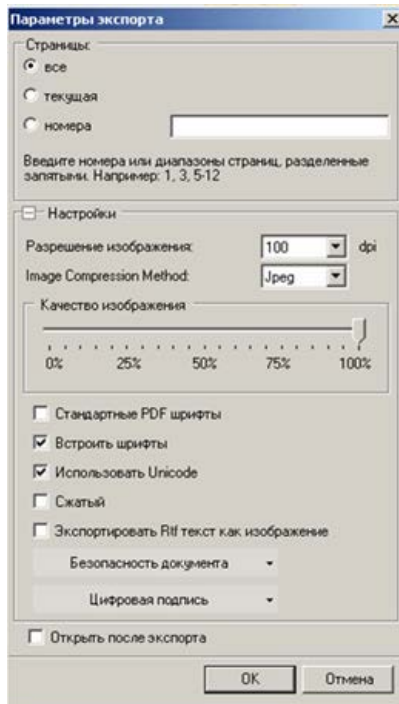 Параметры экспорта
Страницы:
все
текущая
номера
Введите номера или диапазоны страниц, разделенные
запятыми. Например: 1, 3, 5-12
Настройки
Разрешение изображения: 100 dpi
Image Compression Method: Jpeg
Качество изображения
0% 25% 50% 75% 100%
Стандартные PDF шрифты
Встроить шрифты
Использовать Unicode
Сжатый
Экспортировать Rtf текст как изображение
Безопасность документа
Цифровая подпись
Открыть после экспорта
OK Отмена